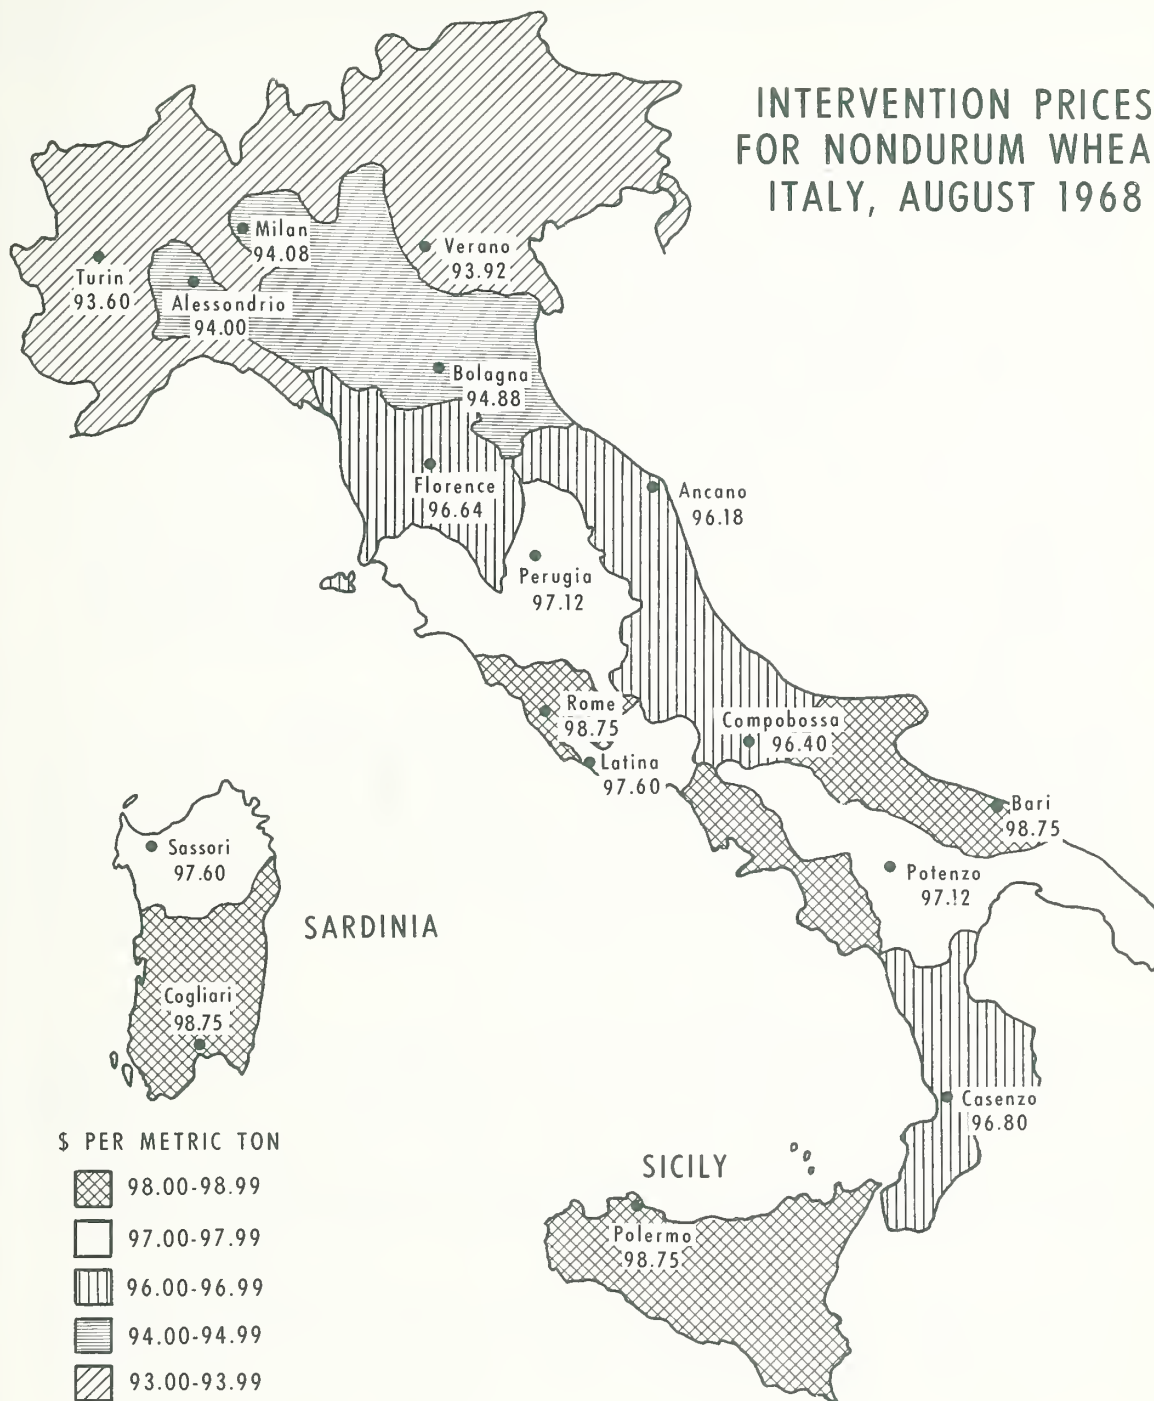 INTERVENTION PRICES
FOR NONDURUM WHEA
ITALY, AUGUST 1968
Milan
94.08
Verano
93.92
Turin
93.60
Alessandrio
94.00
Bolagna
94.88
Florence
96.64
Ancano
96.18
Perugia
97.12
Rome
98.75
Compobossa
96.40
Latina
97.60
Bari
98.75
Sassori
97.60
Potenzo
97.12
SARDINIA
Cogliari
98.75
Casenzo
96.80
$ PER METRIC TON
98.00-98.99
97.00-97.99
96.00-96.99
94.00-94.99
93.00-93.99
SICILY
Polermo
98.75